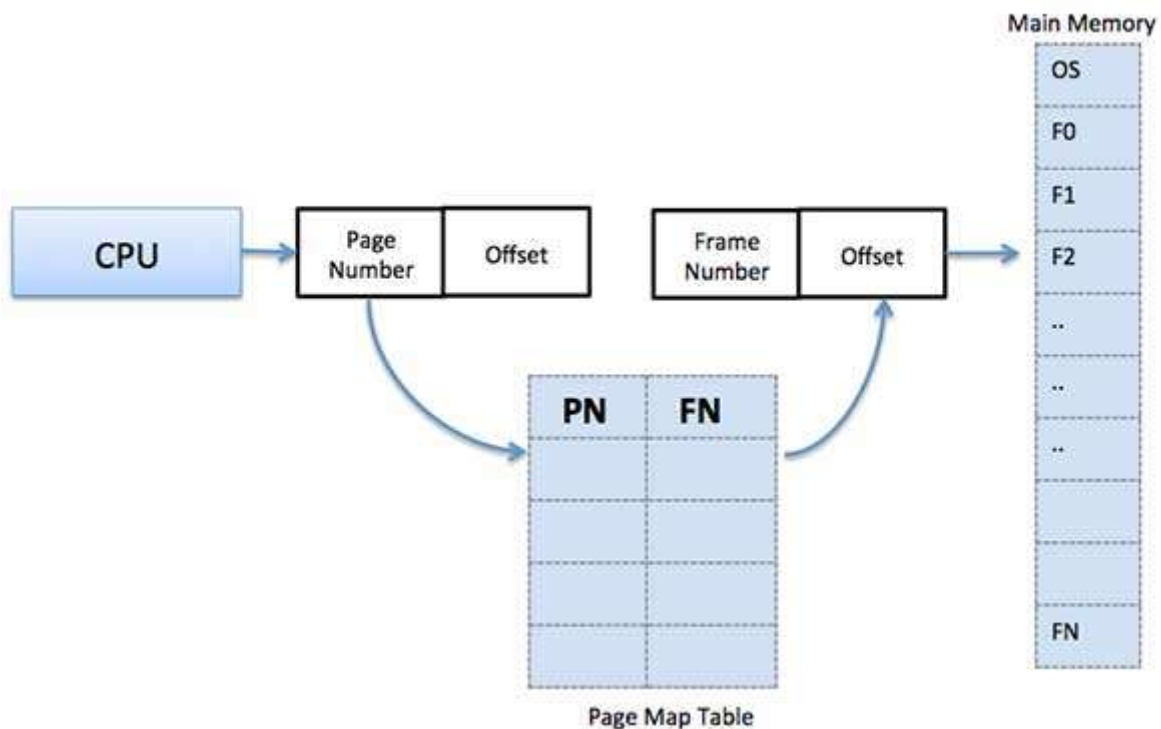 Main Memory
OS
F0
F1
F2
..
..
..
FN
CPU
Page
Number
Offset
Frame
Number
Offset
PN
FN
Page Map Table